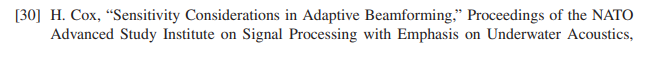 [30] H. Cox, “Sensitivity Considerations in Adaptive Beamforming,” Proceedings of the NATO
Advanced Study Institute on Signal Processing with Emphasis on Underwater Acoustics,